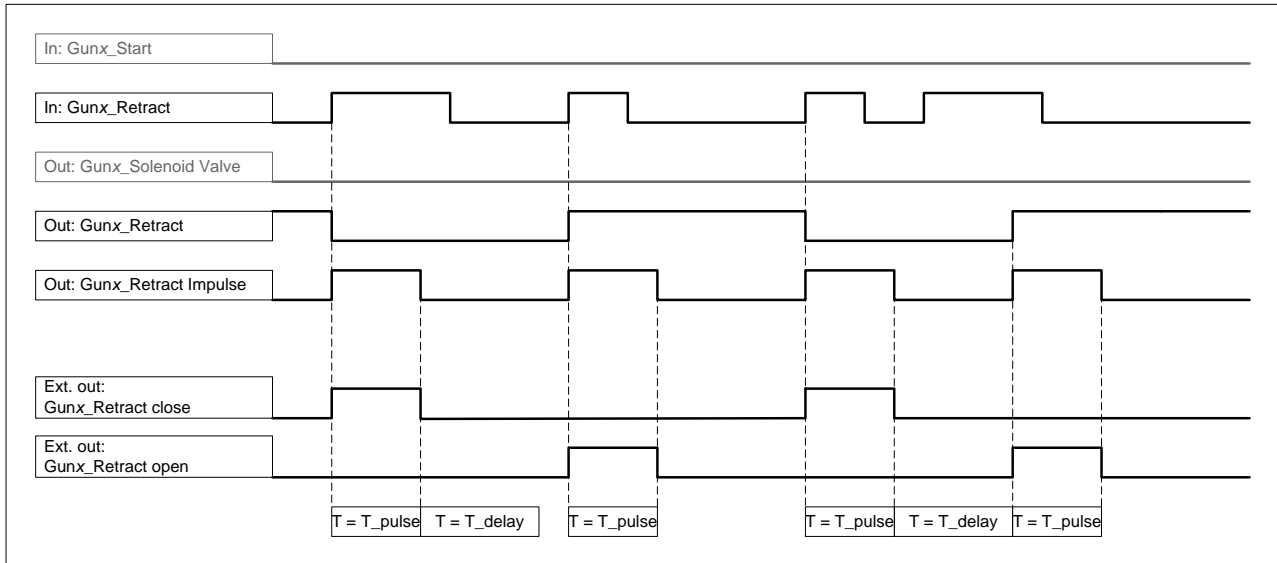 In: Gunx_Start
In: Gunx_Retract
Out: Gunx_Solenoid Valve
Out: Gunx_Retract
Out: Gunx_Retract Impulse
Ext. out:
Gunx_Retract close
Ext. out:
Gunx_Retract open
T = T_pulse T = T_delay T = T_pulse T = T_pulse T = T_delay T = T_pulse